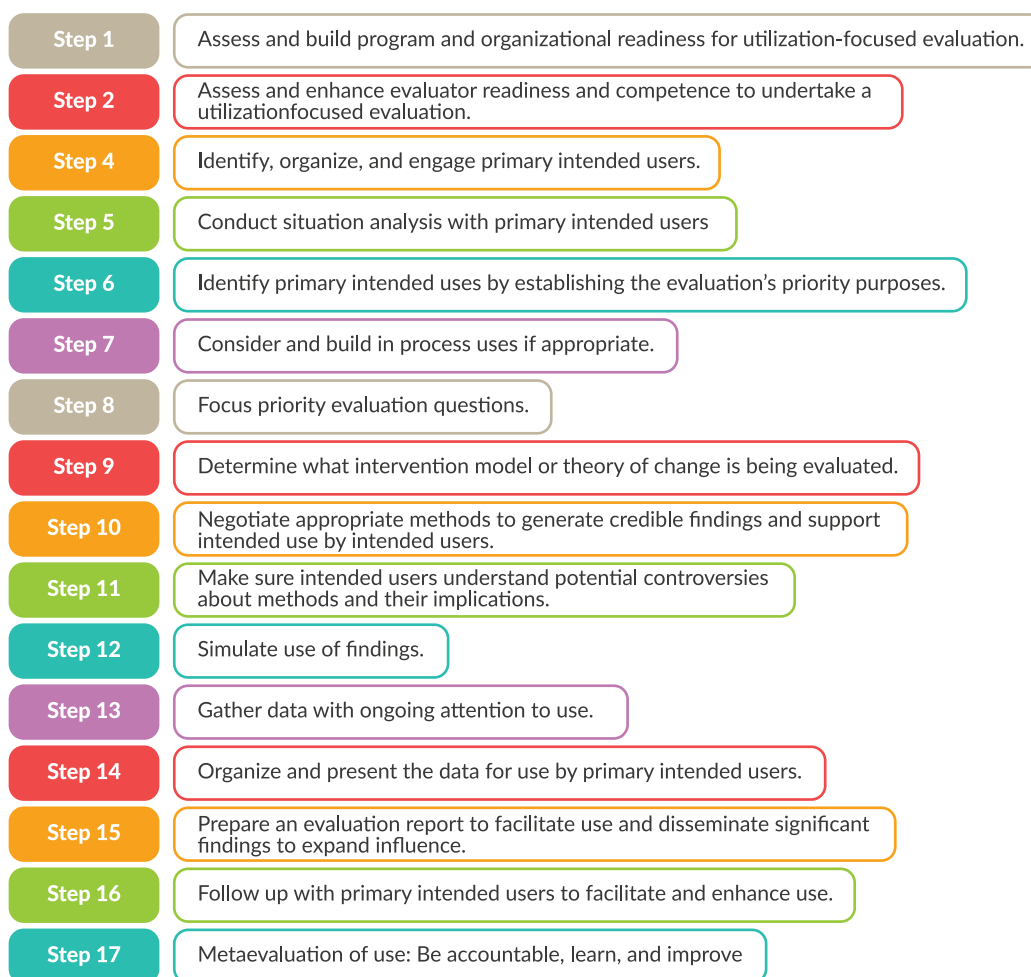 Step 1
Assess and build program and organizational readiness for utilization-focused evaluation.
Step 2
Assess and enhance evaluator readiness and competence to undertake a
utilizationfocused evaluation.
Step 4
Identify, organize, and engage primary intended users.
Step 5
Conduct situation analysis with primary intended users
Step 6
Identify primary intended uses by establishing the evaluation’s priority purposes.
Step 7
Consider and build in process uses if appropriate.
Step 8
Focus priority evaluation questions.
Step 9
Determine what intervention model or theory of change is being evaluated.
Step 10
Negotiate appropriate methods to generate credible findings and support
intended use by intended users.
Step 11
Make sure intended users understand potential controversies
about methods and their implications.
Step 12
Simulate use of findings.
Step 13
Gather data with ongoing attention to use.
Step 14
Organize and present the data for use by primary intended users.
Step 15
Prepare an evaluation report to facilitate use and disseminate significant
findings to expand influence.
Step 16
Follow up with primary intended users to facilitate and enhance use.
Step 17
Metaevaluation of use: Be accountable, learn, and improve